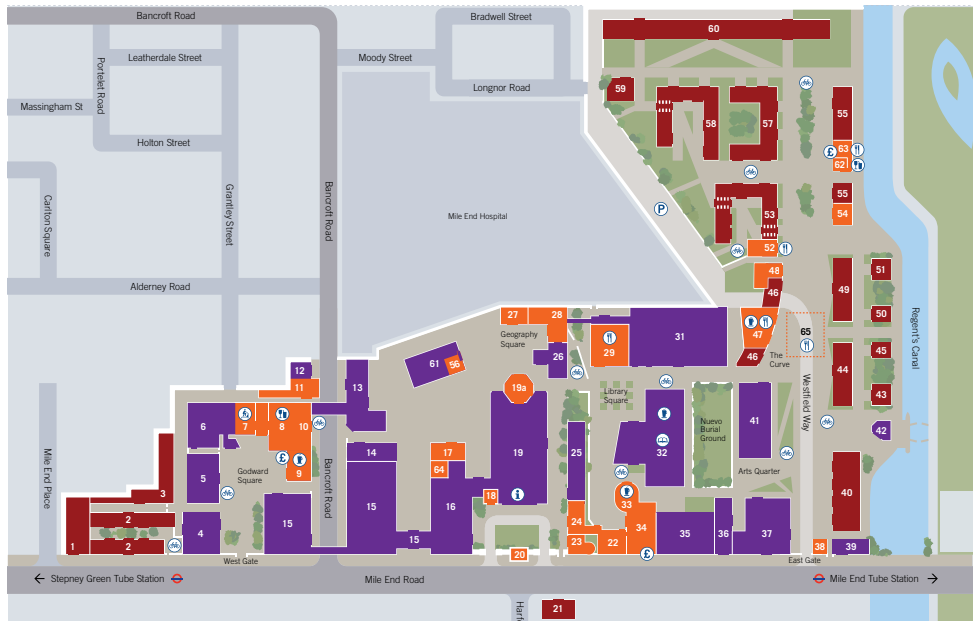 Bancroft Road
Bradwell Street
Leatherdale Street
Moody Street
Portelet Road
Massingham St
Longnor Road
Holton Street
Carlton Square
Grantley Street
Bancroft Road
Mile End Hospital
Alderney Road
60
59
58
57
55
63
£
62
55
54
P
53
52
48
46
51
49
50
Regent's Canal
27
28
Geography
Square
31
47
65
46
The
Curve
29
26
61
56
45
44
43
42
12
11
13
19a
Library
Square
Westfield Way
6
7
8
10
£
9
41
Nuevo
Burial
Ground
32
Arts Quarter
14
17
64
19
25
5
Godward
Square
Bancroft Road
Mile End Place
3
2
2
1
4
15
15
15
16
18
i
20
24
23
22
33
34
£
35
36
37
40
38
39
West Gate
East Gate
← Stepney Green Tube Station
Mile End Road
Mile End Tube Station →
Harf
21